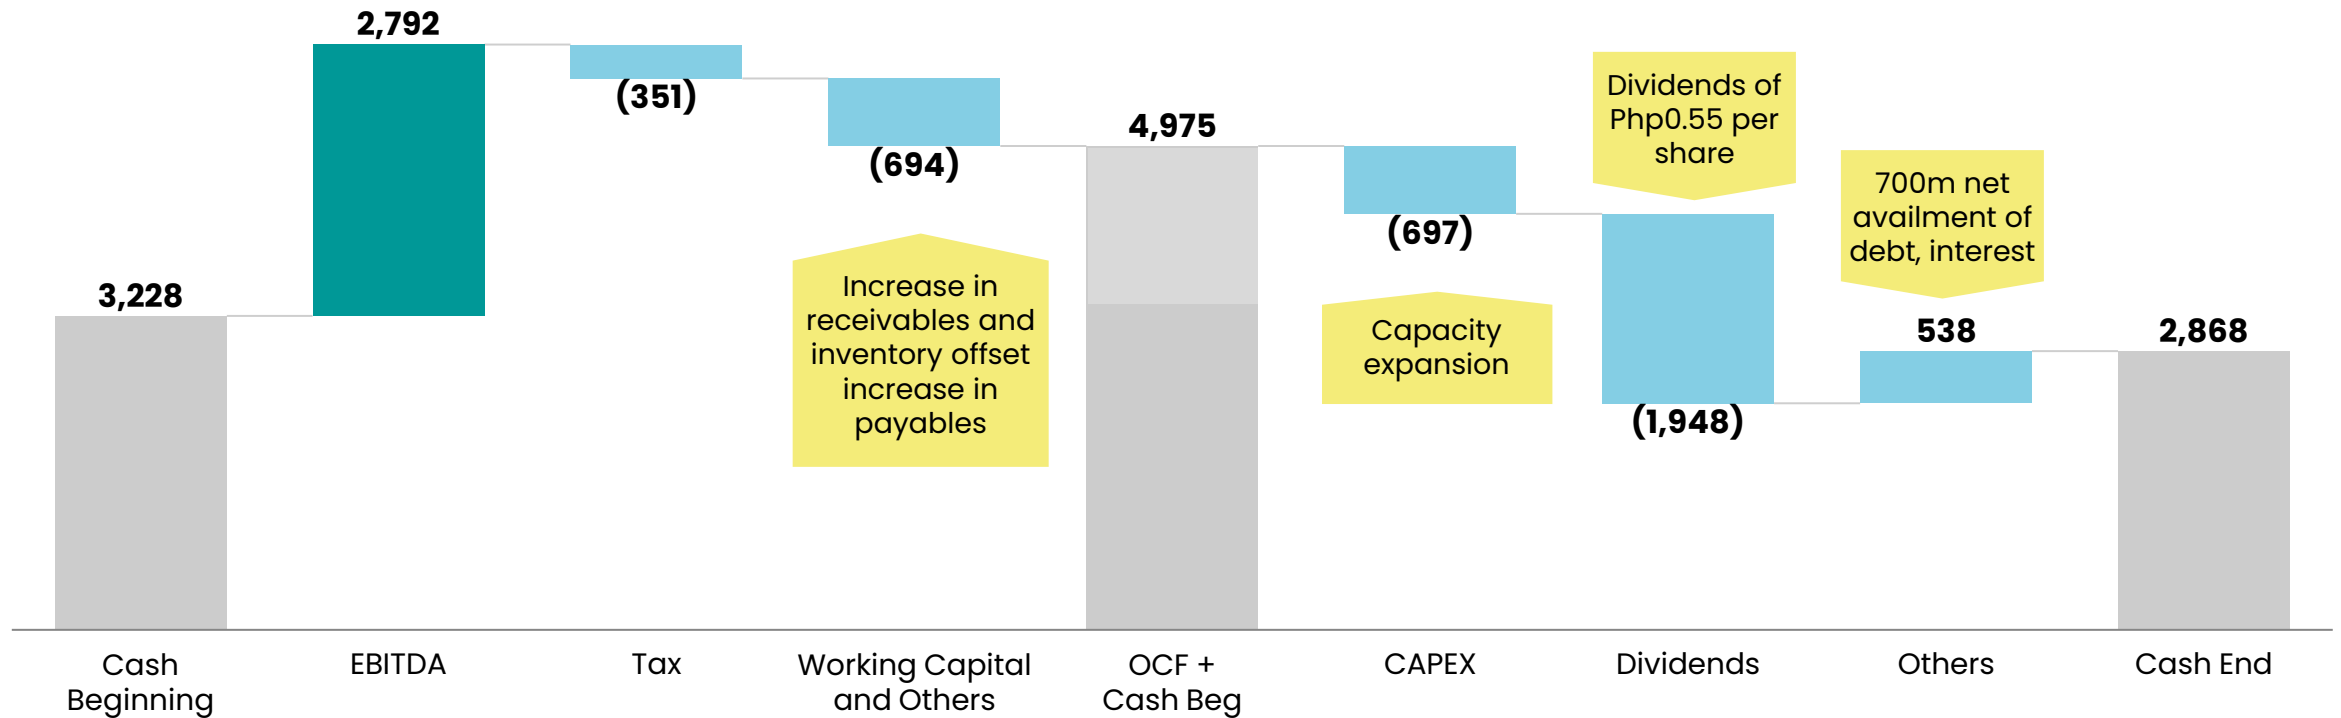 2,792
(351)
(694)
3,228
4,975
(697)
(1,948)
538
2,868
Increase in
receivables and
inventory offset
increase in
payables
Capacity
expansion
Dividends of
Php0.55 per
share
700m net
availment of
debt, interest
Cash
Beginning
EBITDA
Tax
Working Capital
and Others
OCF +
Cash Beg
CAPEX
Dividends
Others
Cash End